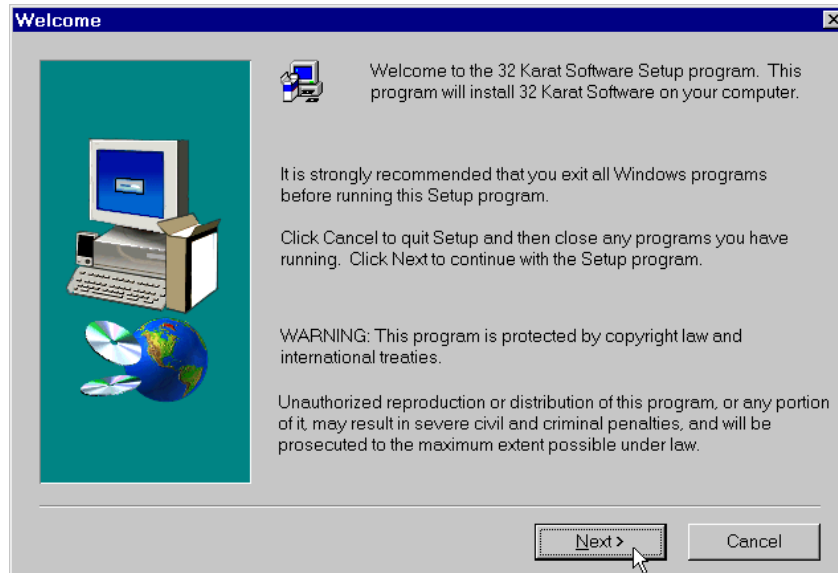 Welcome
Welcome to the 32 Karat Software Setup program. This
program will install 32 Karat Software on your computer.
It is strongly recommended that you exit all Windows programs
before running this Setup program.
Click Cancel to quit Setup and then close any programs you have
running. Click Next to continue with the Setup program.
WARNING: This program is protected by copyright law and
international treaties.
Unauthorized reproduction or distribution of this program, or any portion
of it, may result in severe civil and criminal penalties, and will be
prosecuted to the maximum extent possible under law.
Next > Cancel